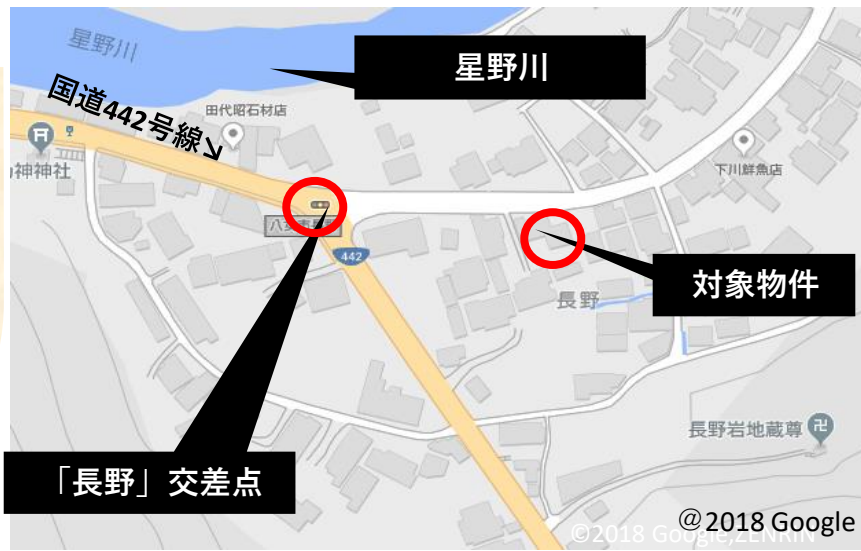 星野川
星野川
国道442号線↘
田代昭石材店
神神社
下川鮮魚店
442
対象物件
長野
長野岩地蔵尊
「長野」交差点
@2018 Google
©2018 Google,ZENRIN